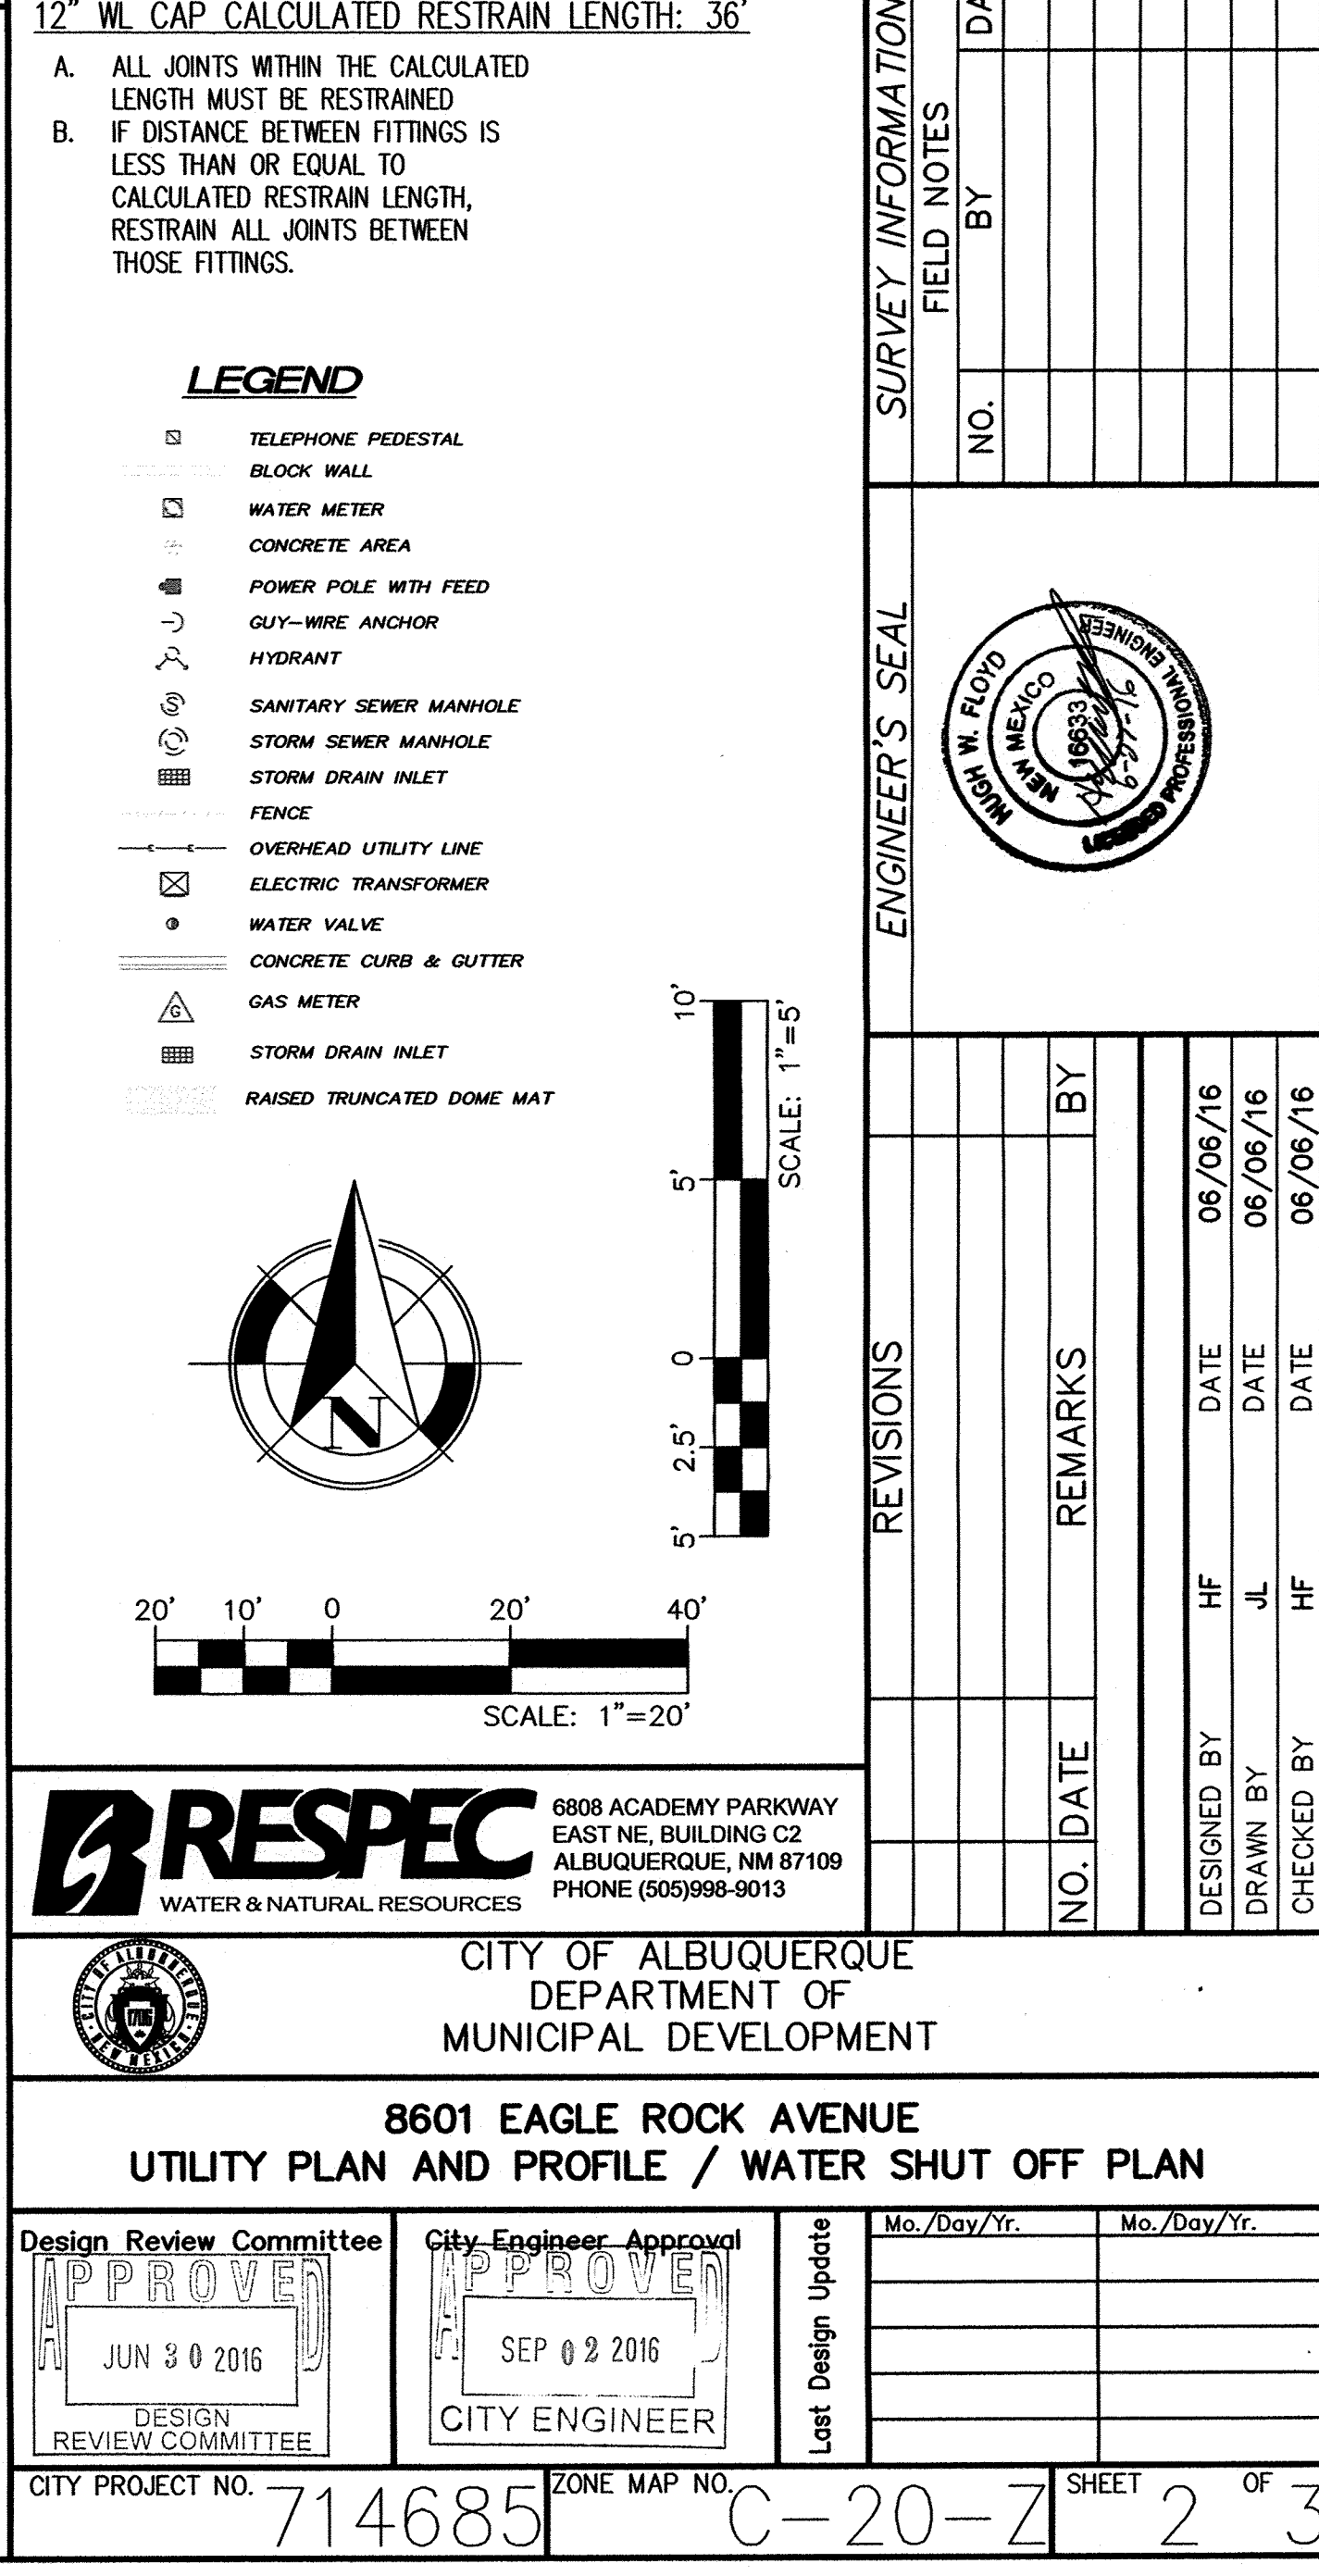 12" WL CAP CALCULATED RESTRAIN LENGTH: 36'
A. ALL JOINTS WITHIN THE CALCULATED
LENGTH MUST BE RESTRAINED
B. IF DISTANCE BETWEEN FITTINGS IS
LESS THAN OR EQUAL TO
CALCULATED RESTRAIN LENGTH,
RESTRAIN ALL JOINTS BETWEEN
THOSE FITTINGS.
LEGEND
TELEPHONE PEDESTAL
BLOCK WALL
WATER METER
CONCRETE AREA
POWER POLE WITH FEED
GUY-WIRE ANCHOR
HYDRANT
S SANITARY SEWER MANHOLE
STORM SEWER MANHOLE
STORM DRAIN INLET
FENCE
E E OVERHEAD UTILITY LINE
ELECTRIC TRANSFORMER
WATER VALVE
CONCRETE CURB & GUTTER
G GAS METER
STORM DRAIN INLET
RAISED TRUNCATED DOME MAT
N
10'
5'
0
2.5'
5'
SCALE: 1"=5'
20' 10' 0 20' 40'
SCALE: 1"=20'
SURVEY INFORMATION
FIELD NOTES
NO. BY DA
ENGINEER'S SEAL
HUGH W. FLOYD
NEW MEXICO
16633
LICENSED PROFESSIONAL ENGINEER
REVISIONS
NO. DATE REMARKS BY
DESIGNED BY HF DATE 06/06/16
DRAWN BY JL DATE 06/06/16
CHECKED BY HF DATE 06/06/16
RESPEC
WATER & NATURAL RESOURCES
6808 ACADEMY PARKWAY
EAST NE, BUILDING C2
ALBUQUERQUE, NM 87109
PHONE (505)998-9013
CITY OF ALBUQUERQUE
NEW MEXICO
1706
CITY OF ALBUQUERQUE
DEPARTMENT OF
MUNICIPAL DEVELOPMENT
8601 EAGLE ROCK AVENUE
UTILITY PLAN AND PROFILE / WATER SHUT OFF PLAN
Design Review Committee
APPROVED
JUN 30 2016
DESIGN
REVIEW COMMITTEE
City Engineer Approval
APPROVED
SEP 02 2016
CITY ENGINEER
Last Design Update
Mo./Day/Yr. Mo./Day/Yr.
CITY PROJECT NO. 714685
ZONE MAP NO. C-20-Z
SHEET 2 OF 3